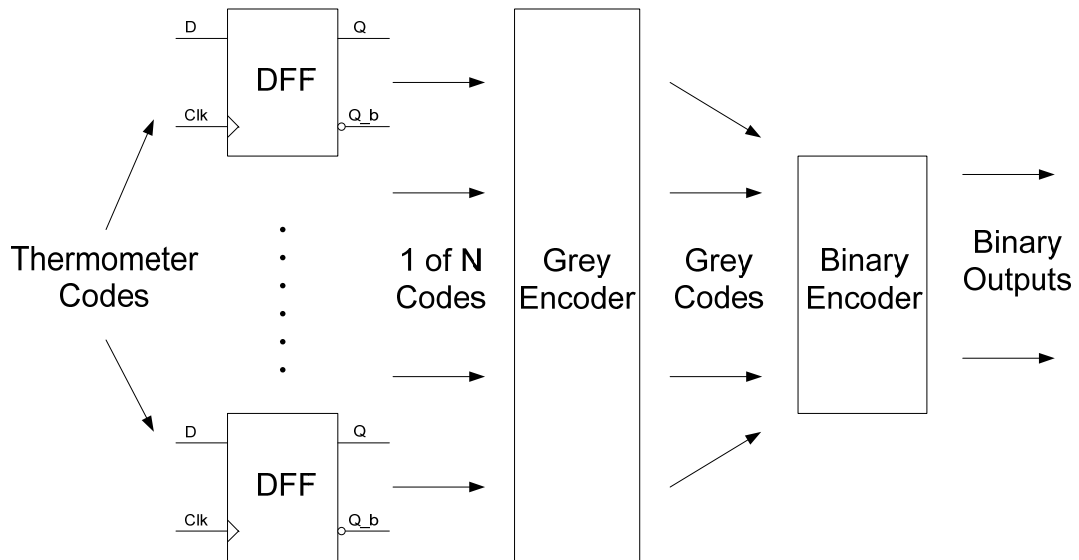 D
Q
DFF
Clk
Q_b
Thermometer
Codes
1 of N
Codes
Grey
Encoder
Grey
Codes
Binary
Encoder
Binary
Outputs
D
Q
DFF
Clk
Q_b